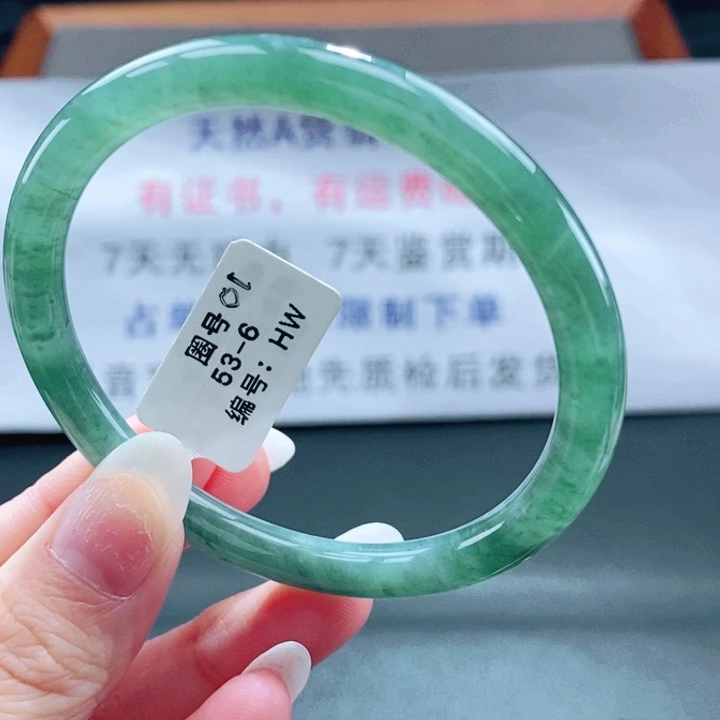 天然A货
有证书，有运费
7天无 7天鉴赏期
占 限制下单
先质检后发货
圈号 01
53-6
编号：HW